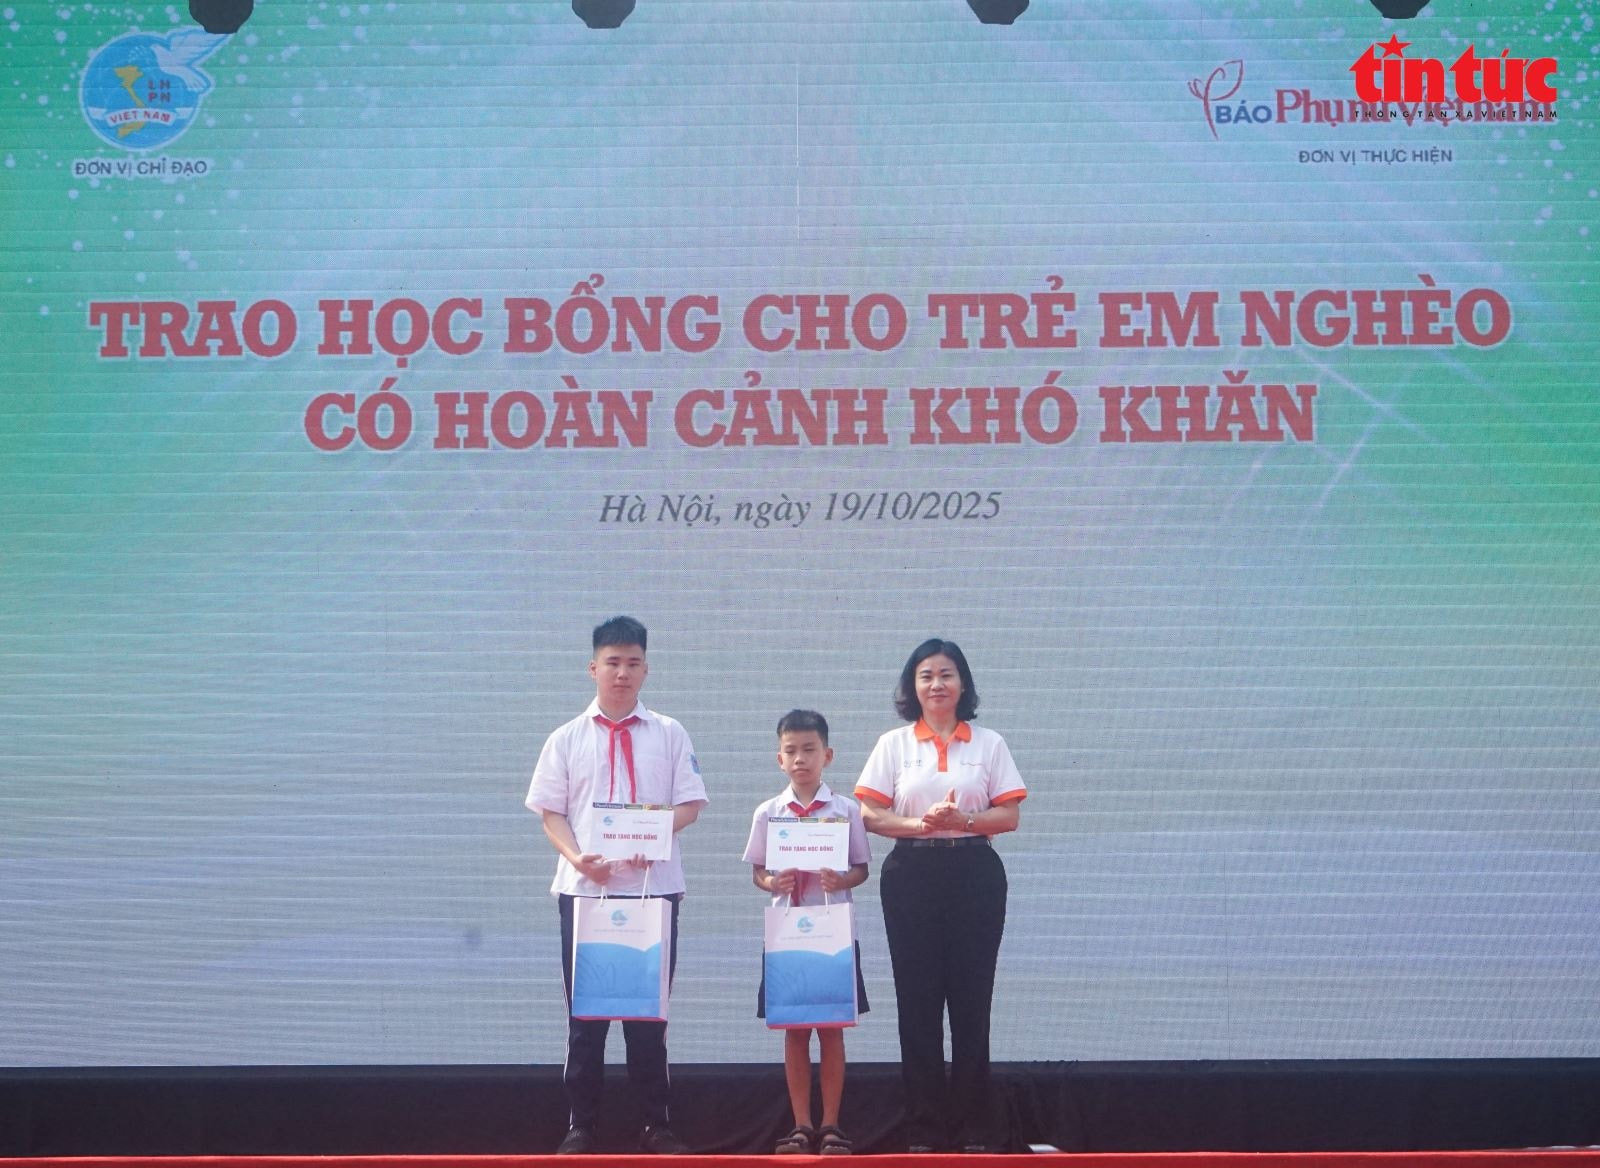 LH
PN
VIỆT NAM
ĐƠN VỊ CHỈ ĐẠO
tin tức
THÔNG TẤN XÃ VIỆT NAM
BÁO Phụ nữ Việt nam
ĐƠN VỊ THỰC HIỆN
TRAO HỌC BỔNG CHO TRẺ EM NGHÈO
CÓ HOÀN CẢNH KHÓ KHĂN
Hà Nội, ngày 19/10/2025
TRAO TẶNG HỌC BỔNG
TRAO TẶNG HỌC BỔNG